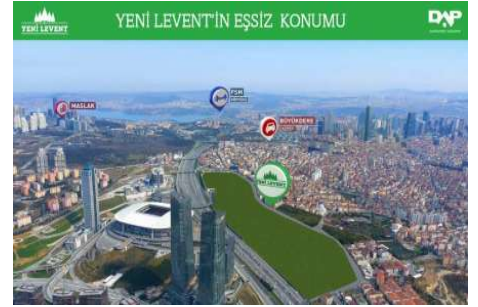 YENİ LEVENT
YENİ LEVENT'İN EŞSİZ KONUMU
DAP
MASLAK
FSM
BÜYÜKDERE
YENİ LEVENT